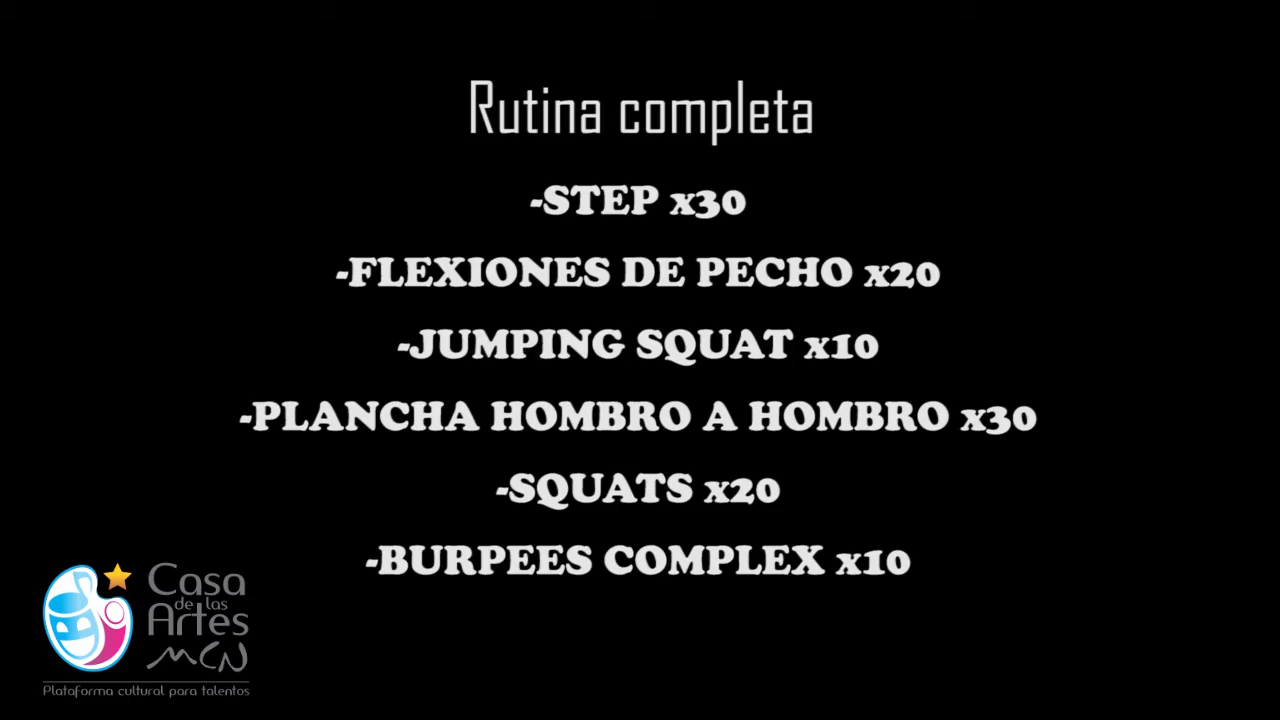 Rutina completa
-STEP x30
-FLEXIONES DE PECHO x20
-JUMPING SQUAT x10
-PLANCHA HOMBRO A HOMBRO x30
-SQUATS x20
-BURPEES COMPLEX x10
Casa
de las
Artes
MCN
Plataforma cultural para talentos